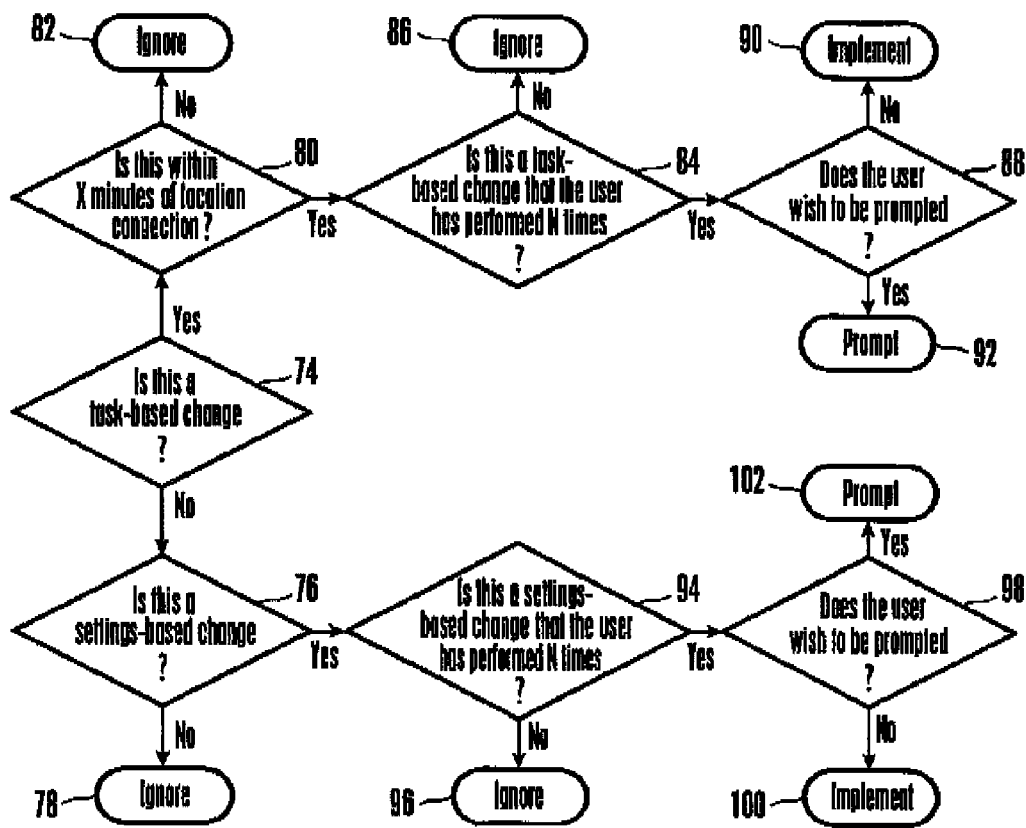 82
Ignore
86
Ignore
90
Implement
No
No
No
Is this within
X minutes of location
connection ?
80
Yes
Is this a task-
based change that the user
has performed N times
?
84
Yes
Does the user
wish to be prompted
?
88
Yes
Prompt
92
Yes
Is this a
task-based change
?
74
No
102
Prompt
Yes
Is this a
settings-based change
?
76
Yes
Is this a settings-
based change that the user
has performed N times
?
94
Yes
Does the user
wish to be prompted
?
98
No
No
No
78
Ignore
96
Ignore
100
Implement